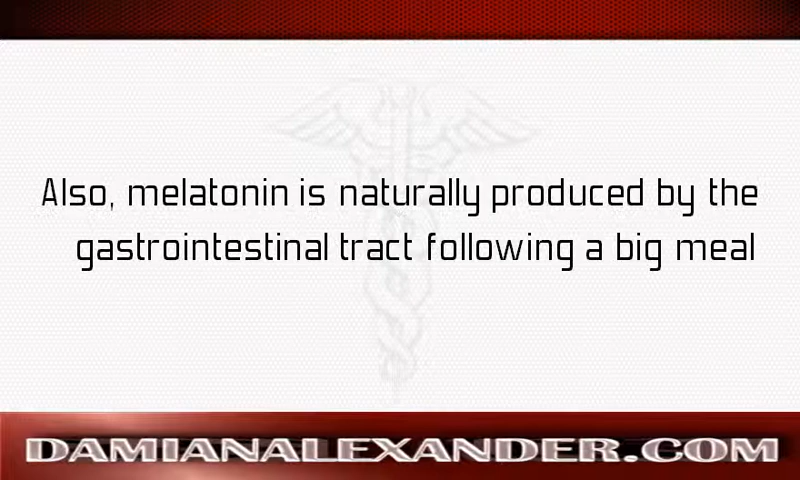 Also, melatonin is naturally produced by the
gastrointestinal tract following a big meal
DAMIANALEXANDER.COM